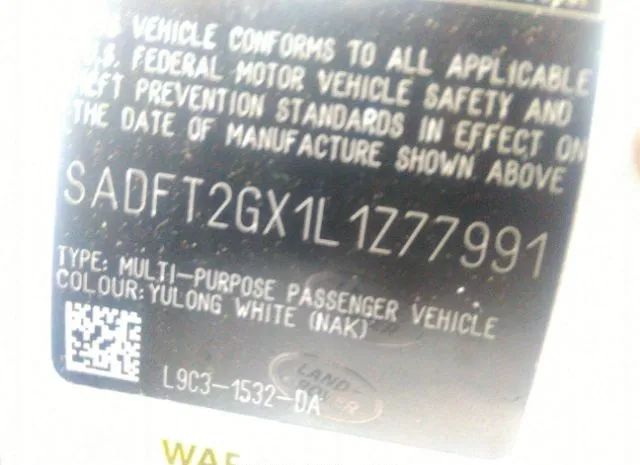 VEHICLE CONFORMS TO ALL APPLICABLE
FEDERAL MOTOR VEHICLE SAFETY AND
THEFT PREVENTION STANDARDS IN EFFECT ON
THE DATE OF MANUFACTURE SHOWN ABOVE
SADFT2GX1L1Z77991
TYPE: MULTI-PURPOSE PASSENGER VEHICLE
COLOUR: YULONG WHITE (NAK)
LAND-
ROVER
L9C3-1532-DA